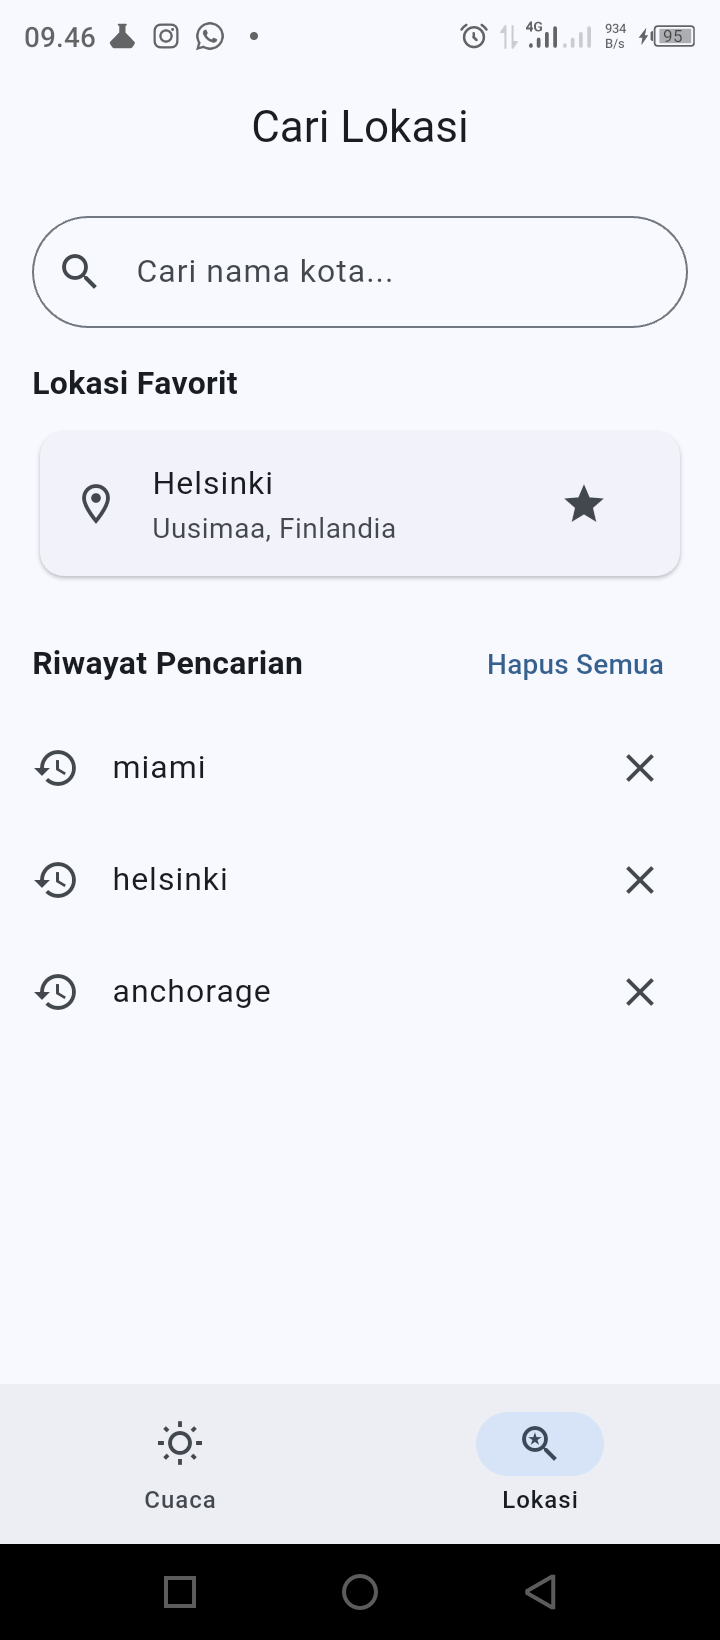 09.46
4G
934
B/s
95
Cari Lokasi
Cari nama kota...
Lokasi Favorit
Helsinki
Uusimaa, Finlandia
Riwayat Pencarian
Hapus Semua
miami
helsinki
anchorage
Cuaca
Lokasi